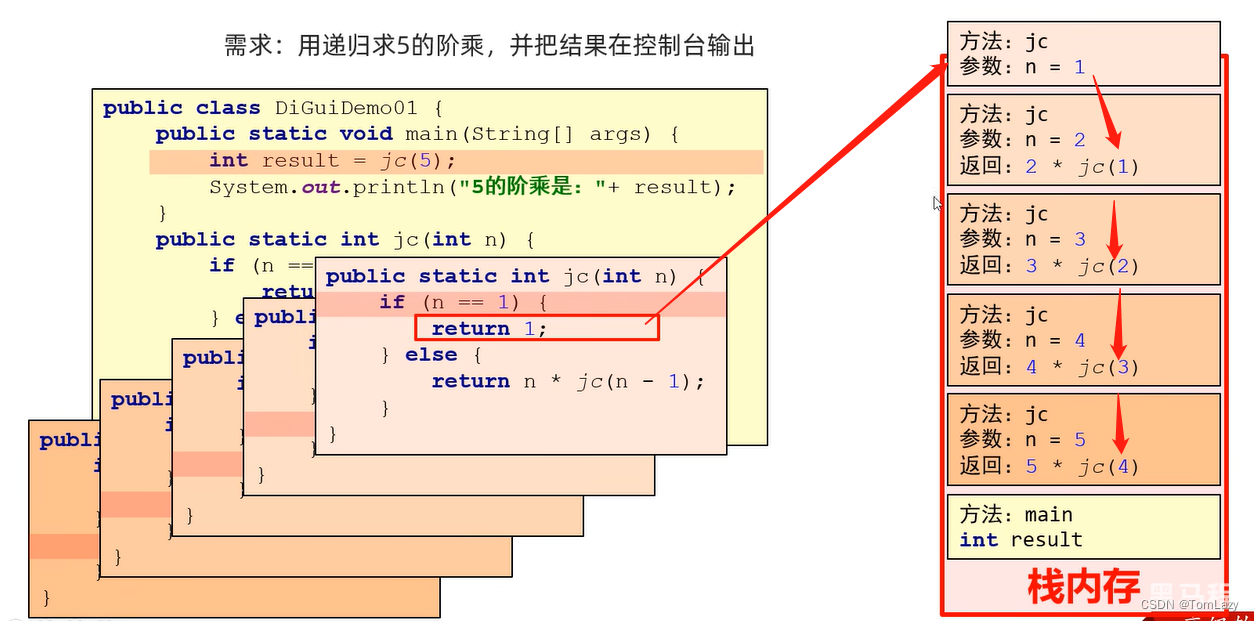 需求：用递归求5的阶乘，并把结果在控制台输出
public class DiGuiDemo01 {
public static void main(String[] args) {
int result = jc(5);
System.out.println("5的阶乘是："+ result);
}
public static int jc(int n) {
if (n ==
retu
} e
public static int jc(int n) {
if (n == 1) {
return 1;
} else {
return n * jc(n - 1);
}
}
publi
i
}
}
}
publi
i
}
}
}
publi
i
}
}
}
publi
i
}
}
}
方法：jc
参数：n = 1
方法：jc
参数：n = 2
返回：2 * jc(1)
方法：jc
参数：n = 3
返回：3 * jc(2)
方法：jc
参数：n = 4
返回：4 * jc(3)
方法：jc
参数：n = 5
返回：5 * jc(4)
方法：main
int result
栈内存
CSDN @TomLazy